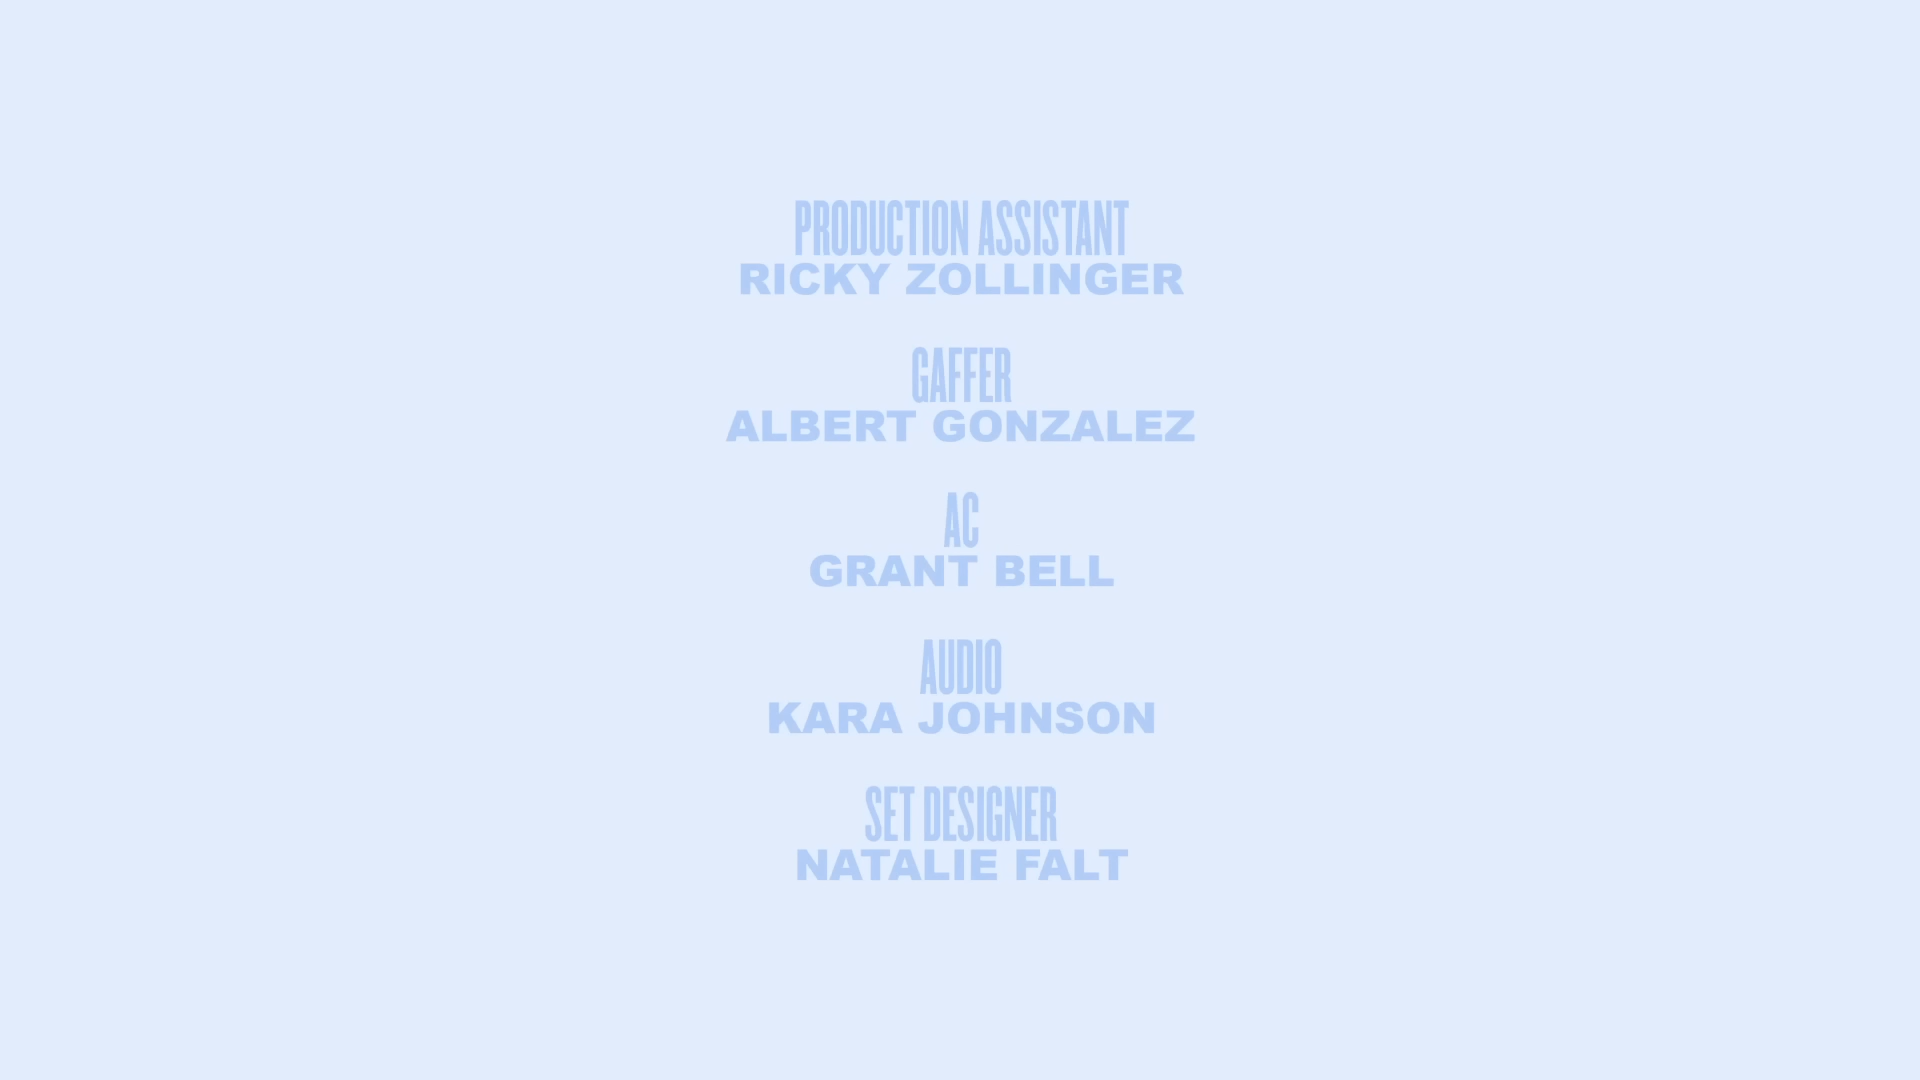 PRODUCTION ASSISTANT
RICKY ZOLLINGER
GAFFER
ALBERT GONZALEZ
AC
GRANT BELL
AUDIO
KARA JOHNSON
SET DESIGNER
NATALIE FALT